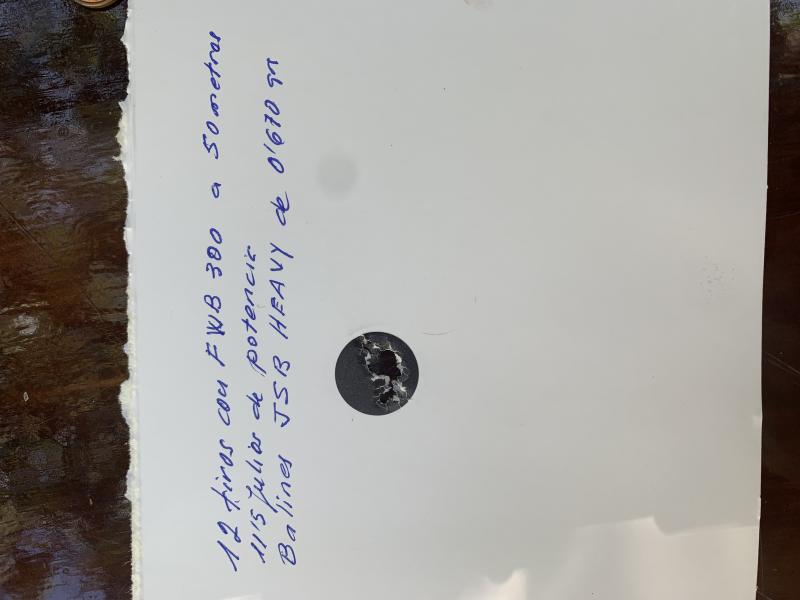 12 tiros con FWB 300 a 50 metros
11'5 Julios de potencia
Balines JSB HEAVY de 0'670 gr